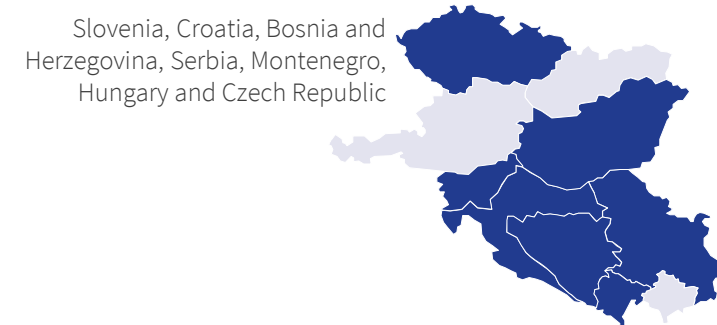 Slovenia, Croatia, Bosnia and
Herzegovina, Serbia, Montenegro,
Hungary and Czech Republic